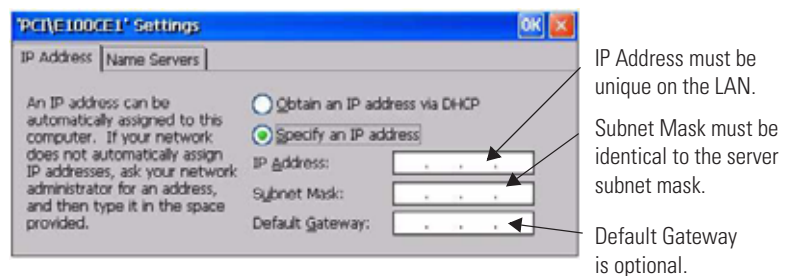 'PCI\E100CE1' Settings
OK
IP Address
Name Servers
An IP address can be
automatically assigned to this
computer. If your network
does not automatically assign
IP addresses, ask your network
administrator for an address,
and then type it in the space
provided.
Obtain an IP address via DHCP
Specify an IP address
IP Address:
Subnet Mask:
Default Gateway:
IP Address must be
unique on the LAN.
Subnet Mask must be
identical to the server
subnet mask.
Default Gateway
is optional.